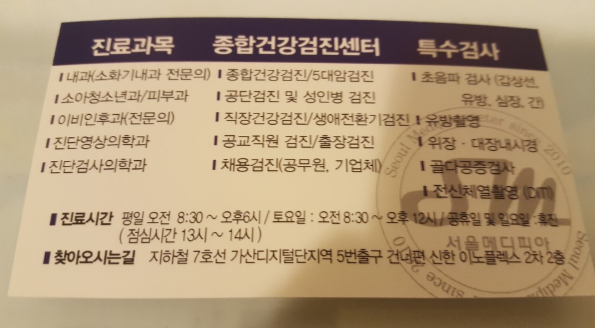 진료과목 종합건강검진센터 특수검사
내과(소화기내과 전문의) 종합건강검진/5대암검진 초음파 검사 (갑상선,
소아청소년과/피부과 공단검진 및 성인병 검진 유방, 심장, 간)
이비인후과(전문의) 직장건강검진/생애전환기검진 유방촬영
진단영상의학과 공교직원 검진/출장검진 위장·대장내시경
진단검사의학과 채용검진(공무원, 기업체) 골다공증검사
전신체열촬영 (DITI)
진료시간 평일 오전 8:30 ~ 오후6시 / 토요일 : 오전 8:30 ~ 오후 12시 / 공휴일 및 일요일 : 휴진
( 점심시간 13시 ~ 14시 )
서울메디피아
찾아오시는길 지하철 7호선 가산디지털단지역 5번출구 건너편 신한 이노플렉스 2차 2층
since 2010